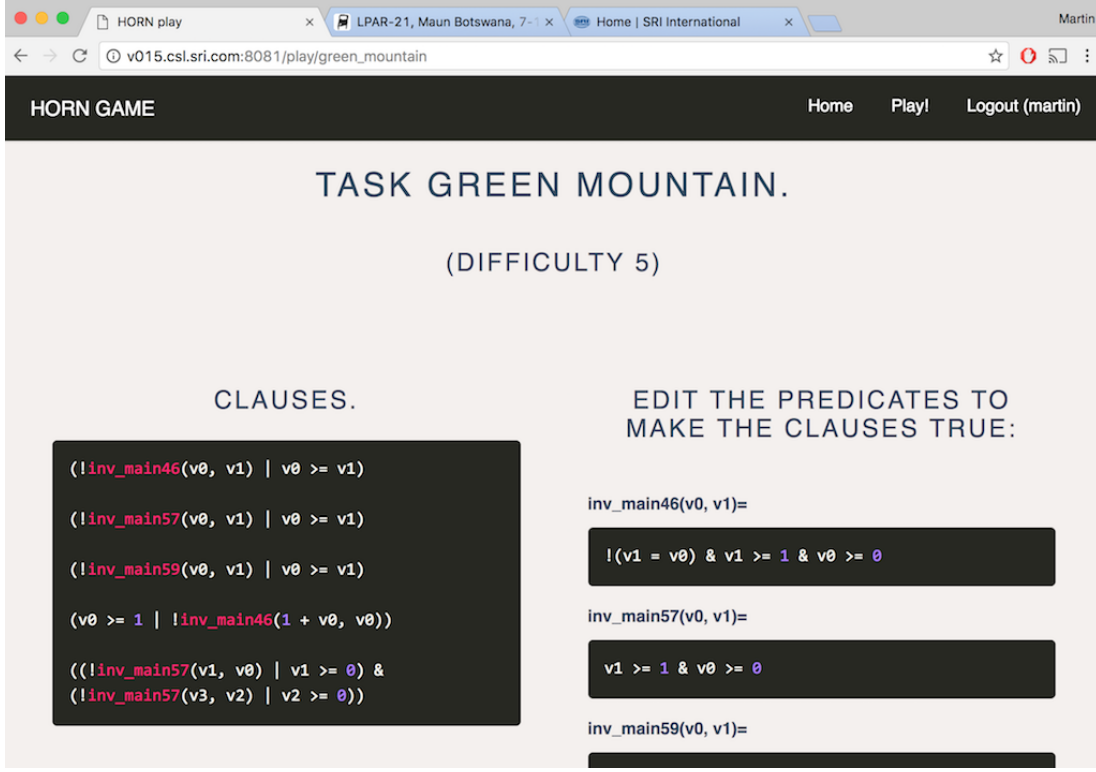 HORN play
LPAR-21, Maun Botswana, 7-1
Home | SRI International
Martin
v015.csl.sri.com:8081/play/green_mountain
HORN GAME
Home
Play!
Logout (martin)
TASK GREEN MOUNTAIN.
(DIFFICULTY 5)
CLAUSES.
(!inv_main46(v0, v1) | v0 >= v1)
(!inv_main57(v0, v1) | v0 >= v1)
(!inv_main59(v0, v1) | v0 >= v1)
(v0 >= 1 | !inv_main46(1 + v0, v0))
((!inv_main57(v1, v0) | v1 >= 0) &
(!inv_main57(v3, v2) | v2 >= 0))
EDIT THE PREDICATES TO
MAKE THE CLAUSES TRUE:
inv_main46(v0, v1)=
!(v1 = v0) & v1 >= 1 & v0 >= 0
inv_main57(v0, v1)=
v1 >= 1 & v0 >= 0
inv_main59(v0, v1)=